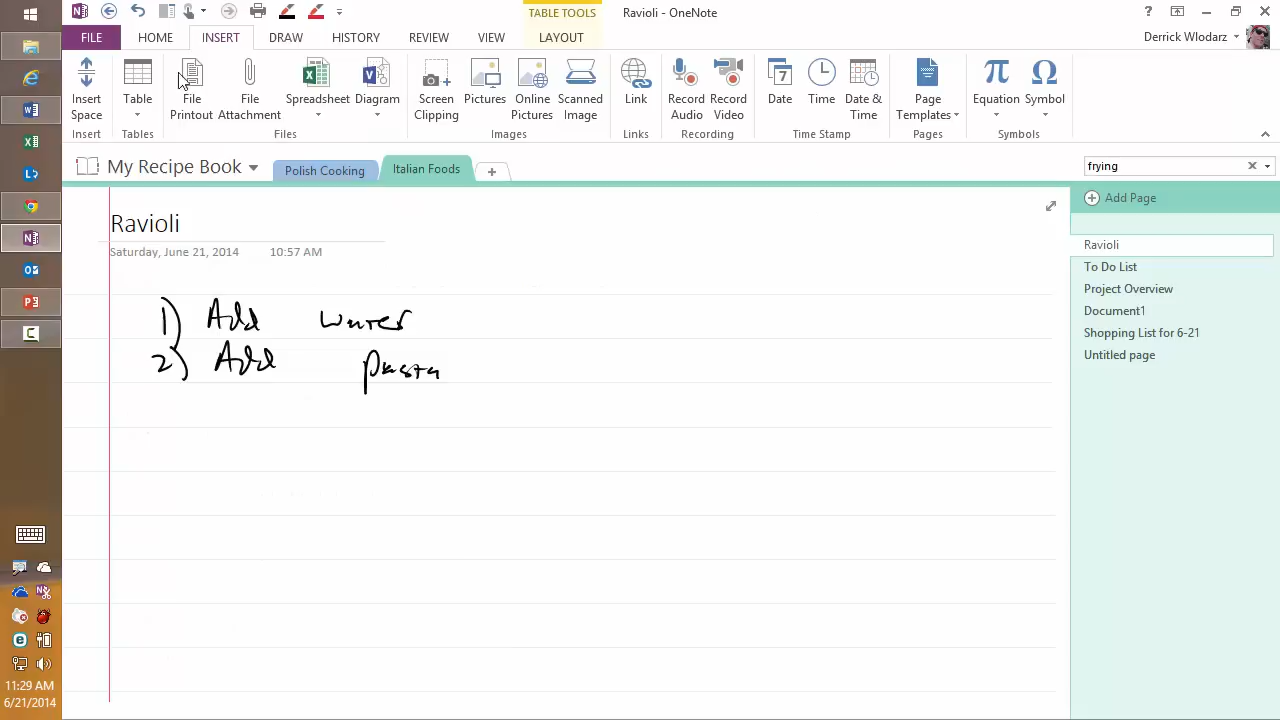 TABLE TOOLS
Ravioli - OneNote
?
FILE HOME INSERT DRAW HISTORY REVIEW VIEW LAYOUT
Derrick Wlodarz
Insert Space
Table
File Printout
File Attachment
Spreadsheet
Diagram
Screen Clipping
Pictures
Online Pictures
Scanned Image
Link
Record Audio
Record Video
7
Date
Time
Date & Time
Page Templates
π
Equation
Ω
Symbol
Insert Tables Files Images Links Recording Time Stamp Pages Symbols
My Recipe Book
Polish Cooking
Italian Foods
frying
Add Page
Ravioli
Saturday, June 21, 2014 10:57 AM
1) Add water
2) Add pasta
Ravioli
To Do List
Project Overview
Document1
Shopping List for 6-21
Untitled page
11:29 AM
6/21/2014